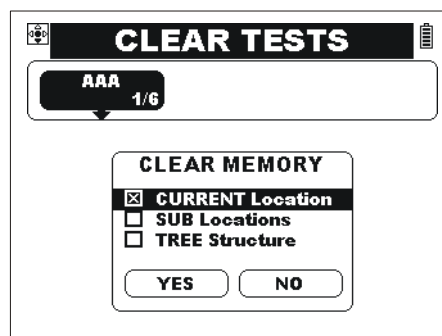 CLEAR TESTS
AAA
1/6
CLEAR MEMORY
CURRENT Location
SUB Locations
TREE Structure
YES NO